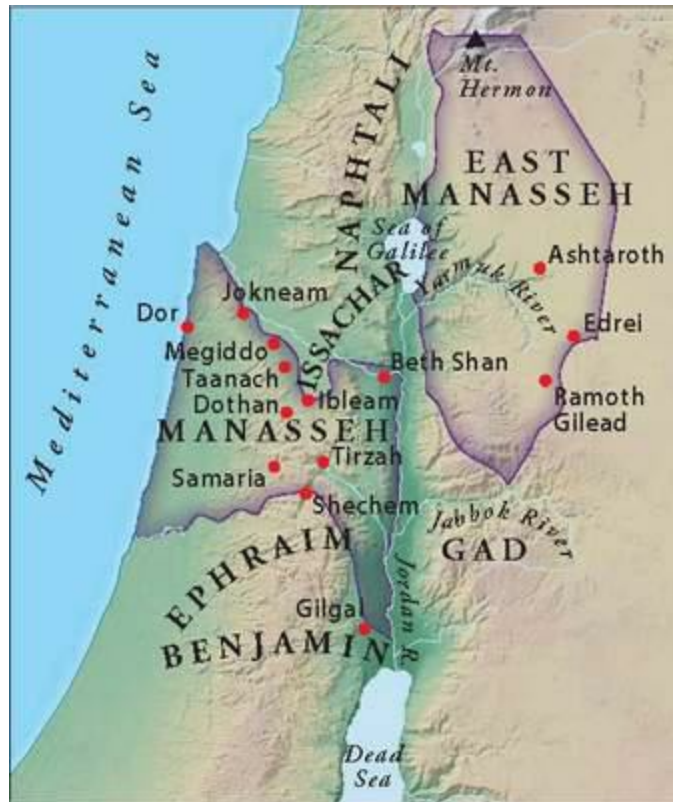 Mt.
Hermon
Mediterranean Sea
NAPHTALI
EAST
MANASSEH
Sea of
Galilee
Ashtaroth
Yarmuk River
Jokneam
Dor
ISSACHAR
Edrei
Megiddo
Beth Shan
Taanach
Ramoth
Gilead
Dothan
Ibleam
MANASSEH
Tirzah
Samaria
Shechem
Jabbok River
GAD
EPHRAIM
Jordan R.
Gilgal
BENJAMIN
Dead
Sea